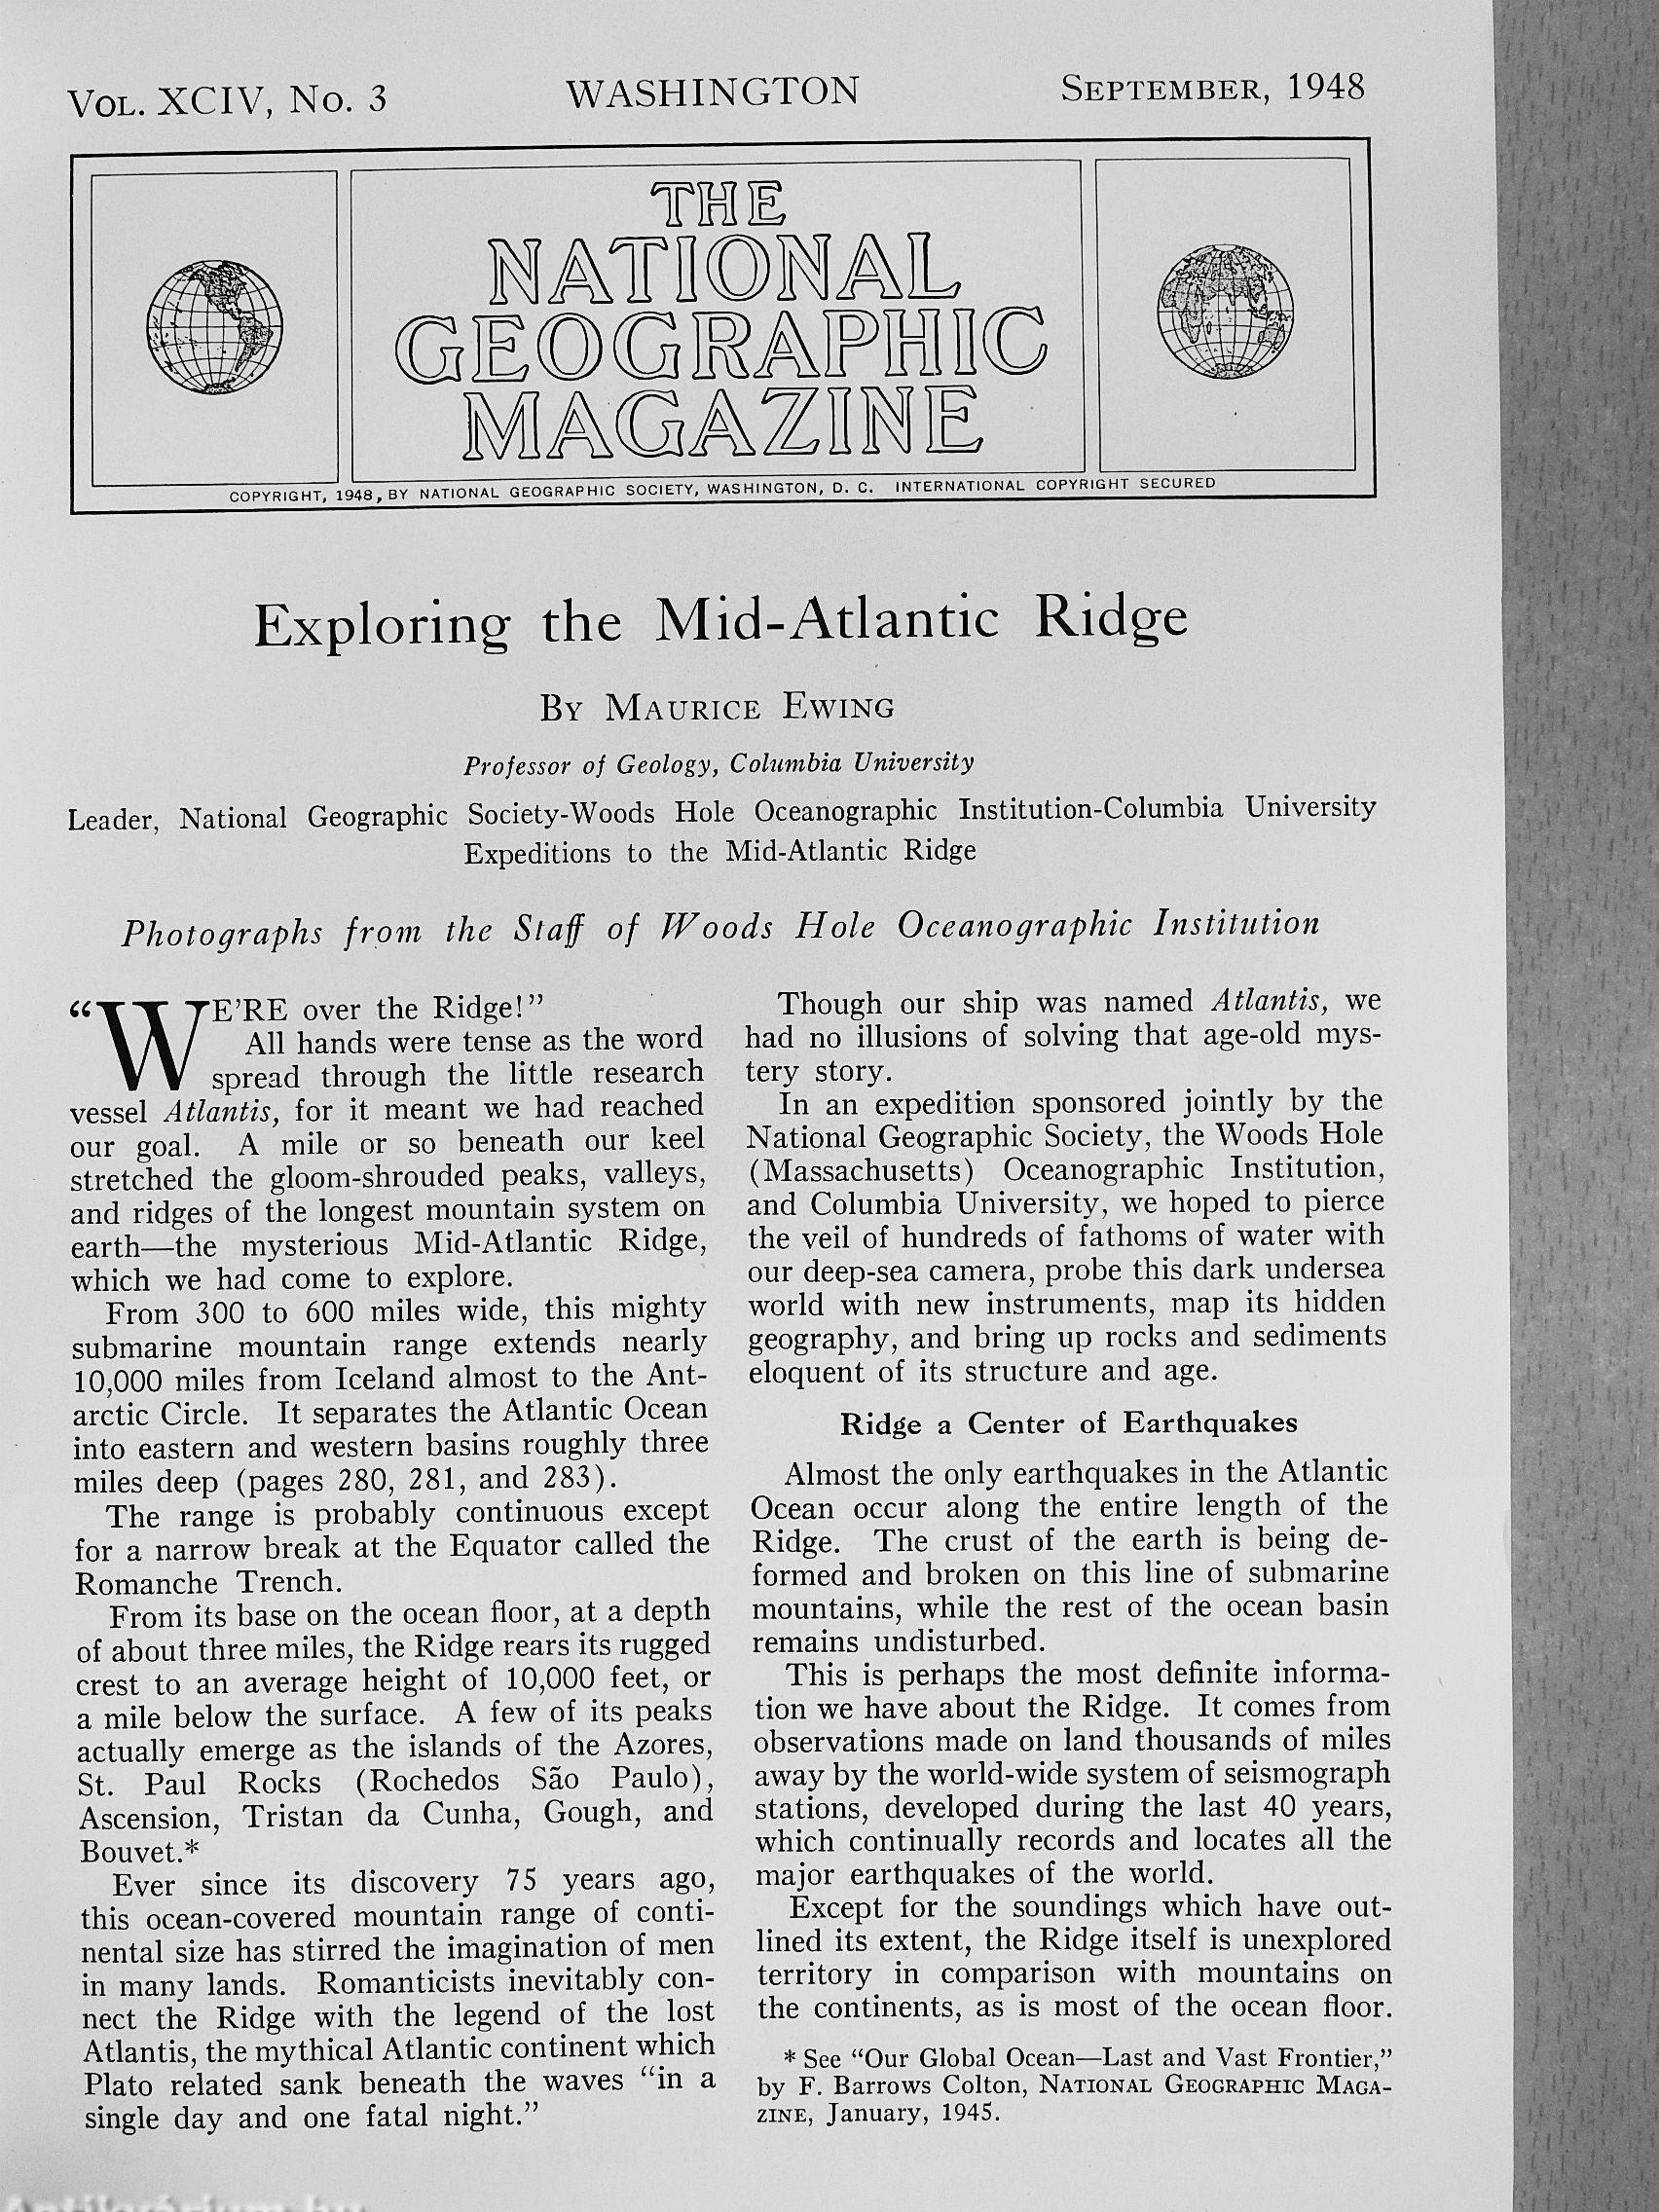 VOL. XCIV, No. 3 WASHINGTON SEPTEMBER, 1948
THE
NATIONAL
GEOGRAPHIC
MAGAZINE
COPYRIGHT, 1948, BY NATIONAL GEOGRAPHIC SOCIETY, WASHINGTON, D. C. INTERNATIONAL COPYRIGHT SECURED
Exploring the Mid-Atlantic Ridge
BY MAURICE EWING
Professor of Geology, Columbia University
Leader, National Geographic Society-Woods Hole Oceanographic Institution-Columbia University
Expeditions to the Mid-Atlantic Ridge
Photographs from the Staff of Woods Hole Oceanographic Institution
“WE’RE over the Ridge!”
All hands were tense as the word
spread through the little research
vessel Atlantis, for it meant we had reached
our goal. A mile or so beneath our keel
stretched the gloom-shrouded peaks, valleys,
and ridges of the longest mountain system on
earth—the mysterious Mid-Atlantic Ridge,
which we had come to explore.
From 300 to 600 miles wide, this mighty
submarine mountain range extends nearly
10,000 miles from Iceland almost to the Ant-
arctic Circle. It separates the Atlantic Ocean
into eastern and western basins roughly three
miles deep (pages 280, 281, and 283).
The range is probably continuous except
for a narrow break at the Equator called the
Romanche Trench.
From its base on the ocean floor, at a depth
of about three miles, the Ridge rears its rugged
crest to an average height of 10,000 feet, or
a mile below the surface. A few of its peaks
actually emerge as the islands of the Azores,
St. Paul Rocks (Rochedos São Paulo),
Ascension, Tristan da Cunha, Gough, and
Bouvet.*
Ever since its discovery 75 years ago,
this ocean-covered mountain range of conti-
nental size has stirred the imagination of men
in many lands. Romanticists inevitably con-
nect the Ridge with the legend of the lost
Atlantis, the mythical Atlantic continent which
Plato related sank beneath the waves “in a
single day and one fatal night.”
Though our ship was named Atlantis, we
had no illusions of solving that age-old mys-
tery story.
In an expedition sponsored jointly by the
National Geographic Society, the Woods Hole
(Massachusetts) Oceanographic Institution,
and Columbia University, we hoped to pierce
the veil of hundreds of fathoms of water with
our deep-sea camera, probe this dark undersea
world with new instruments, map its hidden
geography, and bring up rocks and sediments
eloquent of its structure and age.
Ridge a Center of Earthquakes
Almost the only earthquakes in the Atlantic
Ocean occur along the entire length of the
Ridge. The crust of the earth is being de-
formed and broken on this line of submarine
mountains, while the rest of the ocean basin
remains undisturbed.
This is perhaps the most definite informa-
tion we have about the Ridge. It comes from
observations made on land thousands of miles
away by the world-wide system of seismograph
stations, developed during the last 40 years,
which continually records and locates all the
major earthquakes of the world.
Except for the soundings which have out-
lined its extent, the Ridge itself is unexplored
territory in comparison with mountains on
the continents, as is most of the ocean floor.
* See “Our Global Ocean—Last and Vast Frontier,”
by F. Barrows Colton, NATIONAL GEOGRAPHIC MAGA-
ZINE, January, 1945.